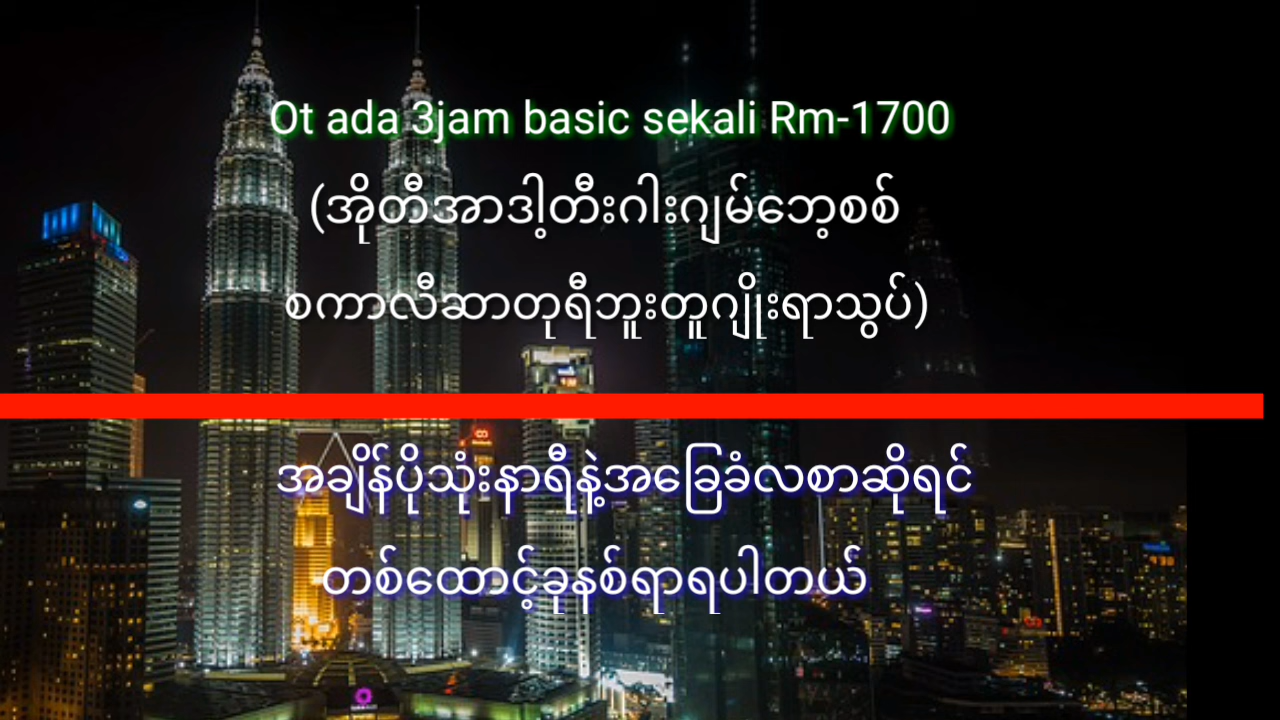 Ot ada 3jam basic sekali Rm-1700
(အိုတီအာဒါ့တီးဂါးဂျမ်ဘေ့စစ်
စကာလီဆာတုရီဘူးတူဂျိုးရာသွပ်)
အချိန်ပိုသုံးနာရီနဲ့အခြေခံလစာဆိုရင်
တစ်ထောင့်ခုနစ်ရာရပါတယ်